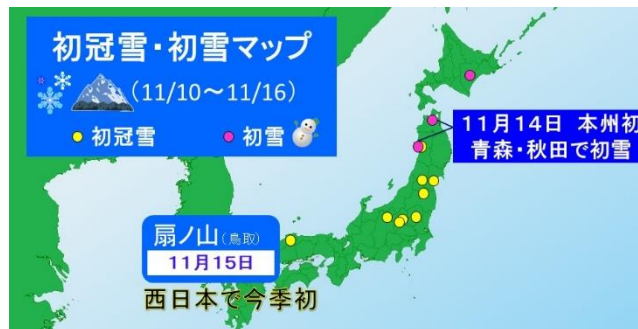 初冠雪・初雪マップ
(11/10～11/16)
初冠雪
初雪
11月14日 本州初
青森・秋田で初雪
扇ノ山(鳥取)
11月15日
西日本で今季初